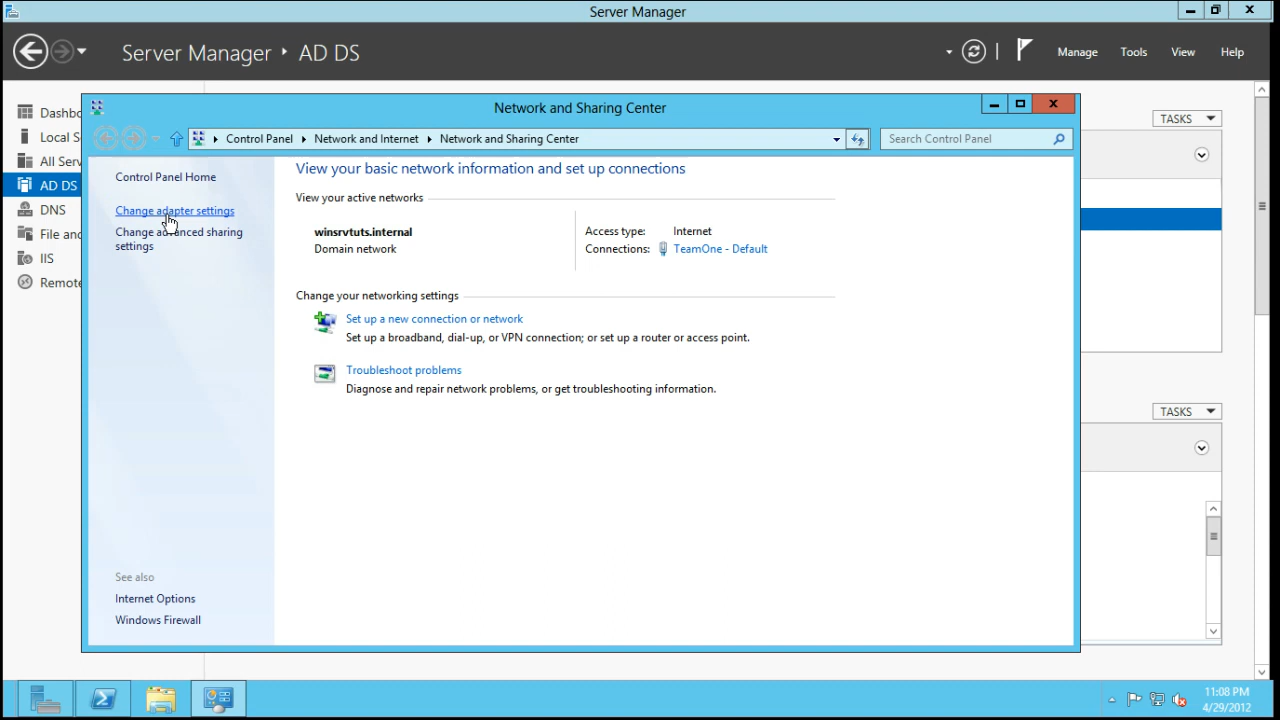 Server Manager
Server Manager ‣ AD DS
Manage Tools View Help
Dashbo
Local S
All Serv
AD DS
DNS
File and
IIS
Remote
TASKS
TASKS
Network and Sharing Center
Control Panel ‣ Network and Internet ‣ Network and Sharing Center
Search Control Panel
Control Panel Home
Change adapter settings
Change advanced sharing
settings
See also
Internet Options
Windows Firewall
View your basic network information and set up connections
View your active networks
winsrvtuts.internal
Domain network
Access type: Internet
Connections: TeamOne - Default
Change your networking settings
Set up a new connection or network
Set up a broadband, dial-up, or VPN connection; or set up a router or access point.
Troubleshoot problems
Diagnose and repair network problems, or get troubleshooting information.
11:08 PM
4/29/2012